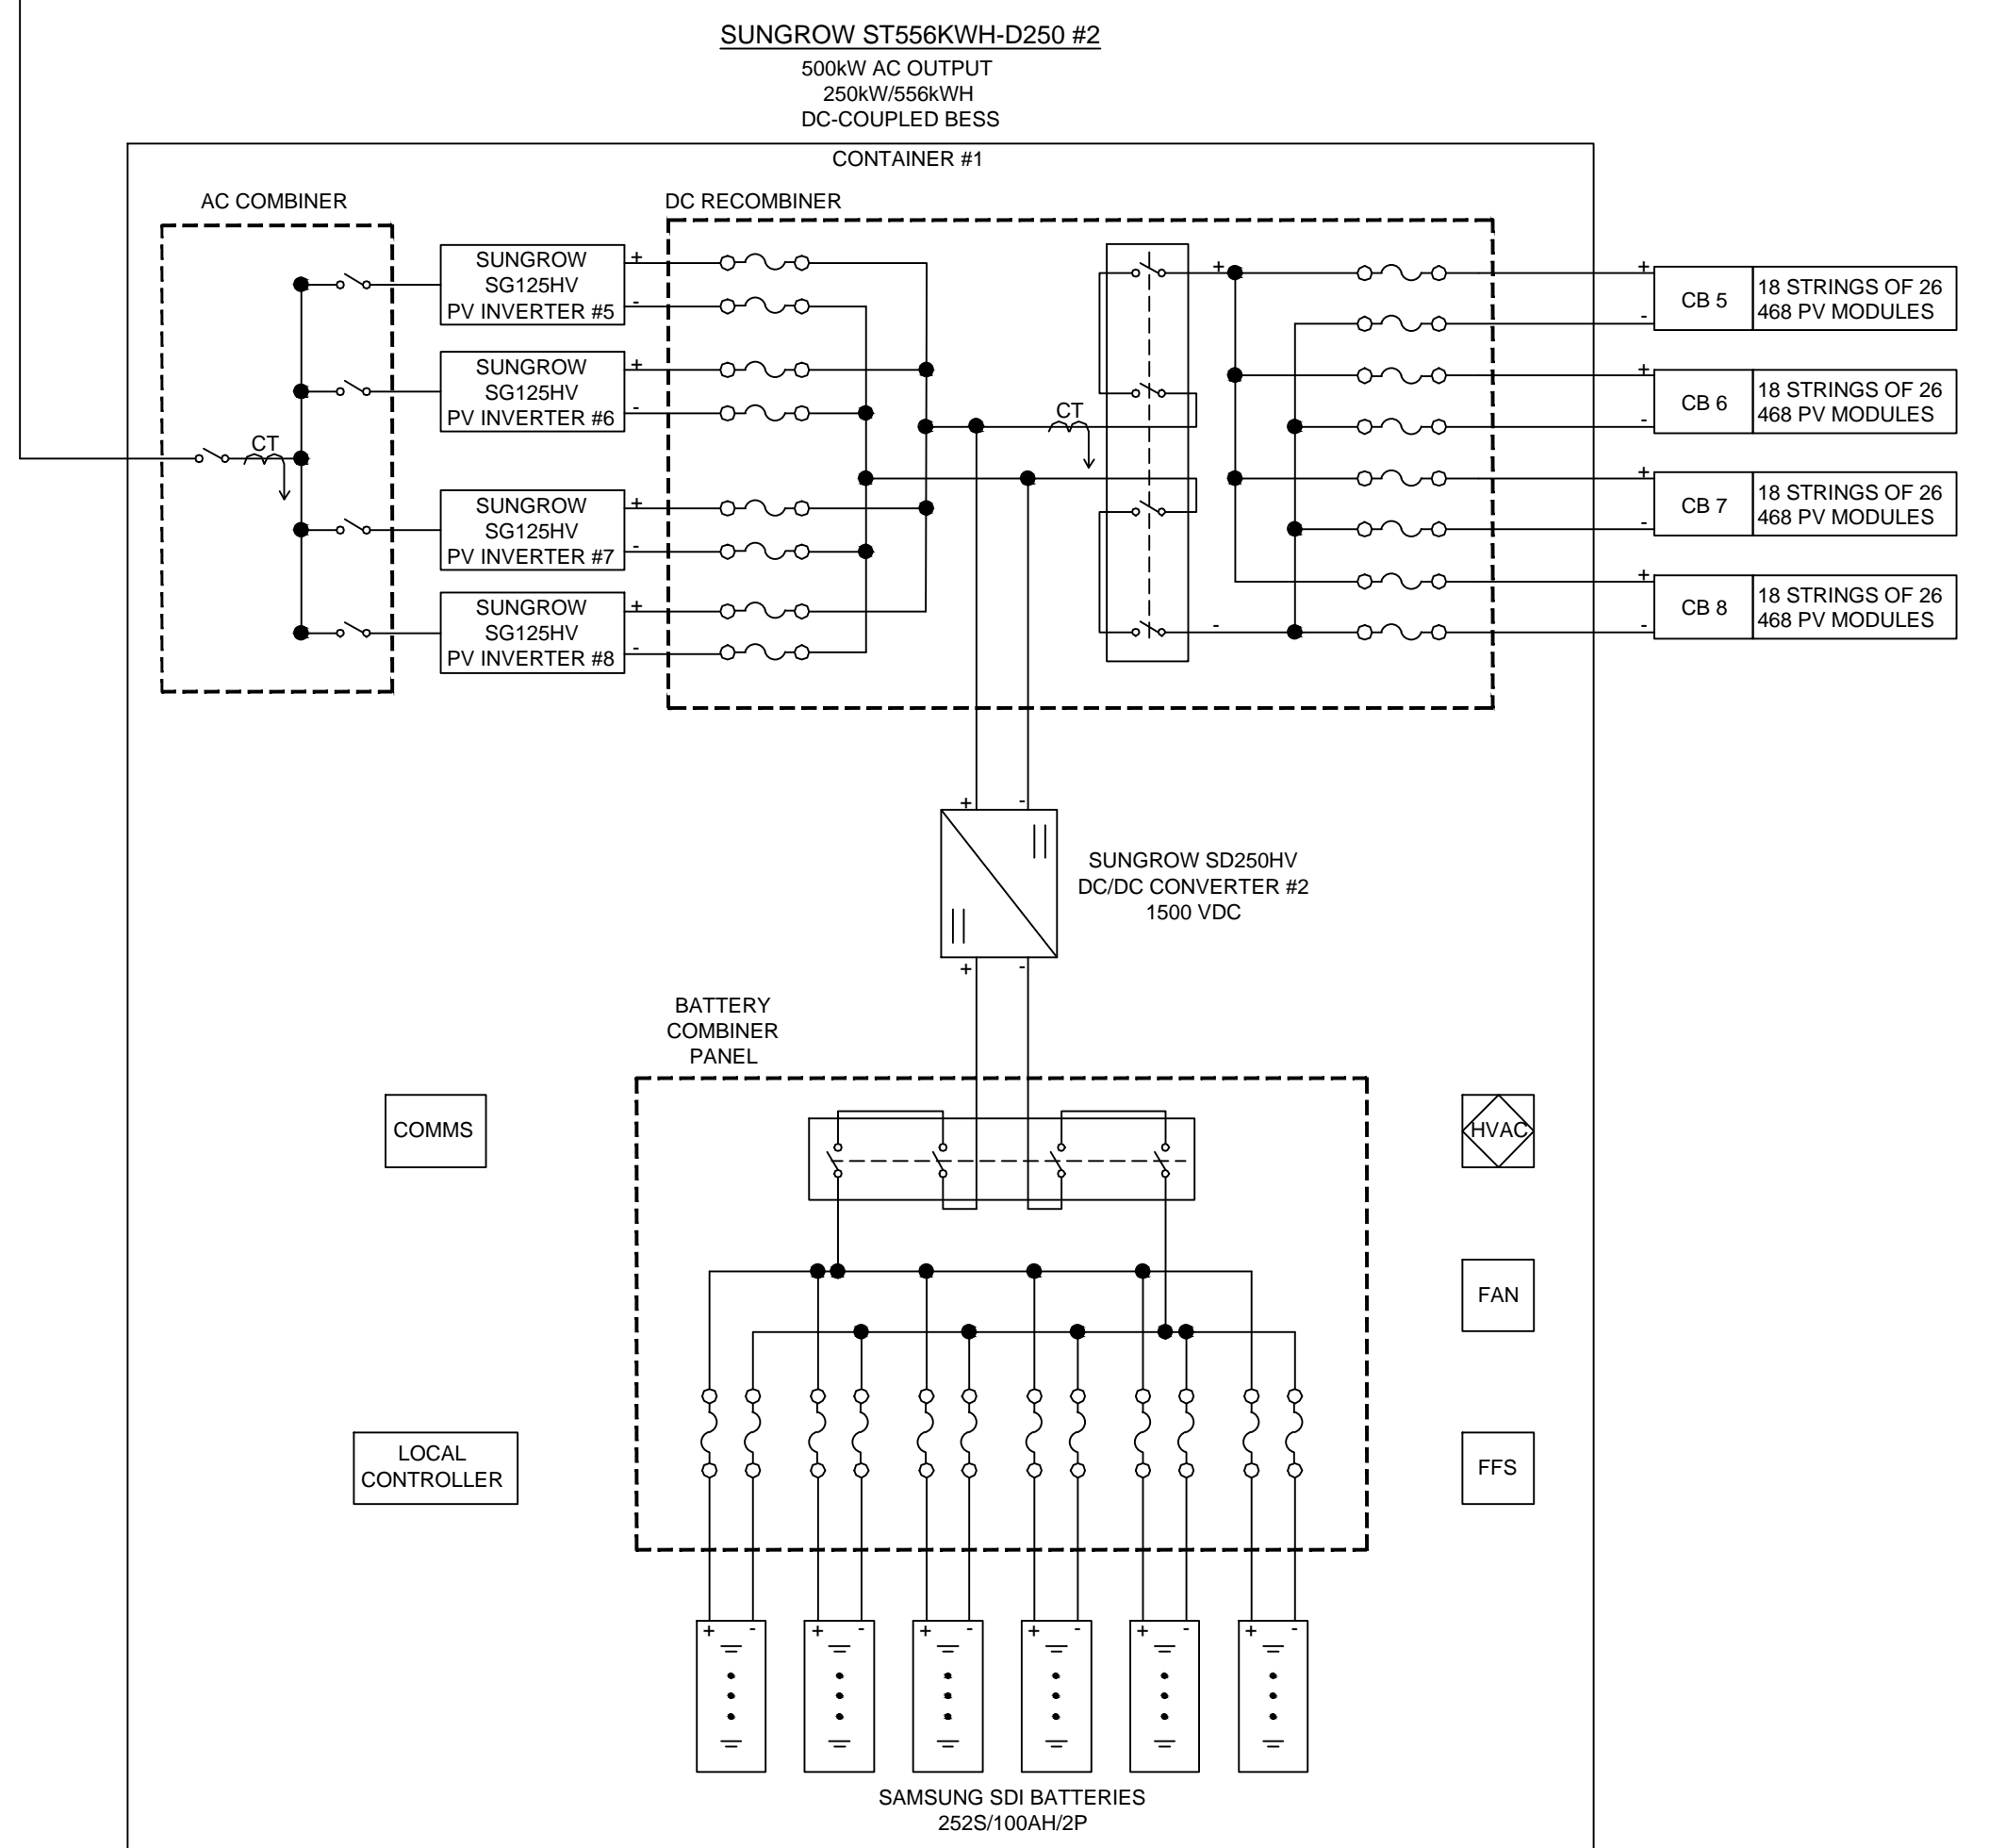 SUNGROW ST556KWH-D250 #2
500kW AC OUTPUT
250kW/556kWH
DC-COUPLED BESS
CONTAINER #1
AC COMBINER
DC RECOMBINER
SUNGROW
SG125HV
PV INVERTER #5
+
-
SUNGROW
SG125HV
PV INVERTER #6
+
-
SUNGROW
SG125HV
PV INVERTER #7
+
-
SUNGROW
SG125HV
PV INVERTER #8
+
-
CT
CT
+
-
+
-
CB 5
18 STRINGS OF 26
468 PV MODULES
+
-
CB 6
18 STRINGS OF 26
468 PV MODULES
+
-
CB 7
18 STRINGS OF 26
468 PV MODULES
+
-
CB 8
18 STRINGS OF 26
468 PV MODULES
+ -
SUNGROW SD250HV
DC/DC CONVERTER #2
1500 VDC
+ -
BATTERY
COMBINER
PANEL
COMMS
HVAC
FAN
LOCAL
CONTROLLER
FFS
+ - + - + - + - + - + -
SAMSUNG SDI BATTERIES
252S/100AH/2P